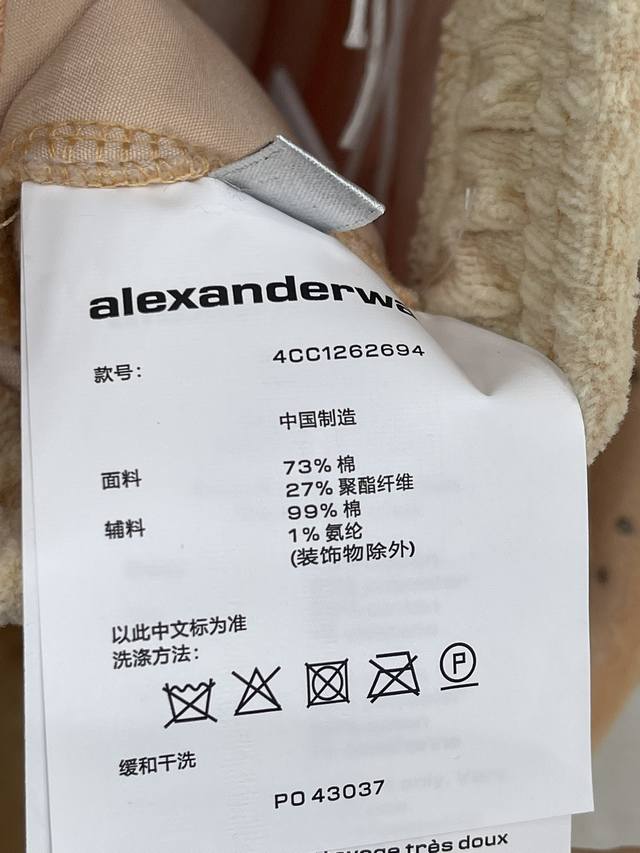 alexanderwa
款号: 4CC1262694
中国制造
面料 73% 棉
27% 聚酯纤维
辅料 99% 棉
1% 氨纶
(装饰物除外)
以此中文标为准
洗涤方法:
P
缓和干洗
PO 43037
très doux